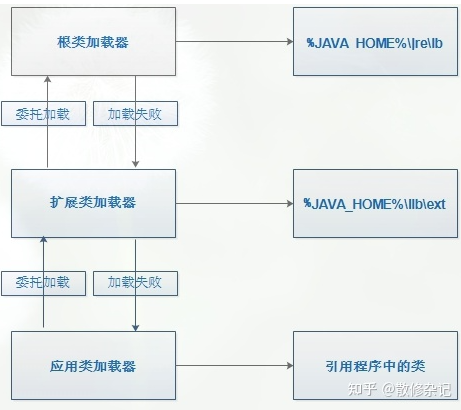 根类加载器
%JAVA_HOME%\jre\lb
委托加载
加载失败
扩展类加载器
%JAVA_HOME%\llb\ext
委托加载
加载失败
应用类加载器
引用程序中的类
知乎 @散修杂记